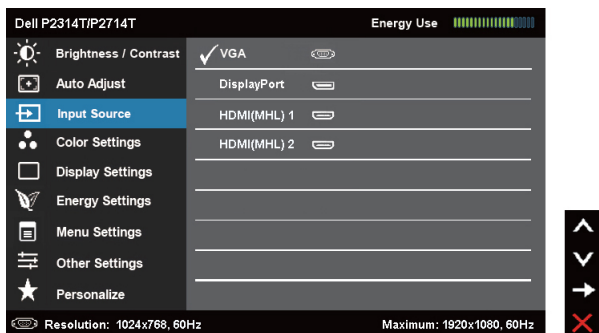 Dell P2314T/P2714T Energy Use
Brightness / Contrast VGA
Auto Adjust DisplayPort
Input Source HDMI(MHL) 1
Color Settings HDMI(MHL) 2
Display Settings
Energy Settings
Menu Settings
Other Settings
Personalize
Resolution: 1024x768, 60Hz Maximum: 1920x1080, 60Hz